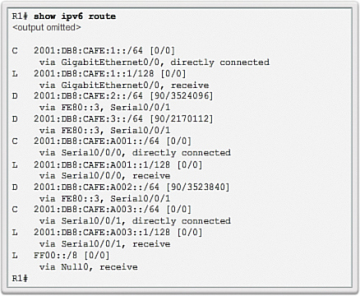 R1# show ipv6 route
<output omitted>
C 2001:DB8:CAFE:1::/64 [0/0]
via GigabitEthernet0/0, directly connected
L 2001:DB8:CAFE:1::1/128 [0/0]
via GigabitEthernet0/0, receive
D 2001:DB8:CAFE:2::/64 [90/3524096]
via FE80::3, Serial0/0/1
D 2001:DB8:CAFE:3::/64 [90/2170112]
via FE80::3, Serial0/0/1
C 2001:DB8:CAFE:A001::/64 [0/0]
via Serial0/0/0, directly connected
L 2001:DB8:CAFE:A001::1/128 [0/0]
via Serial0/0/0, receive
D 2001:DB8:CAFE:A002::/64 [90/3523840]
via FE80::3, Serial0/0/1
C 2001:DB8:CAFE:A003::/64 [0/0]
via Serial0/0/1, directly connected
L 2001:DB8:CAFE:A003::1/128 [0/0]
via Serial0/0/1, receive
L FF00::/8 [0/0]
via Null0, receive
R1#